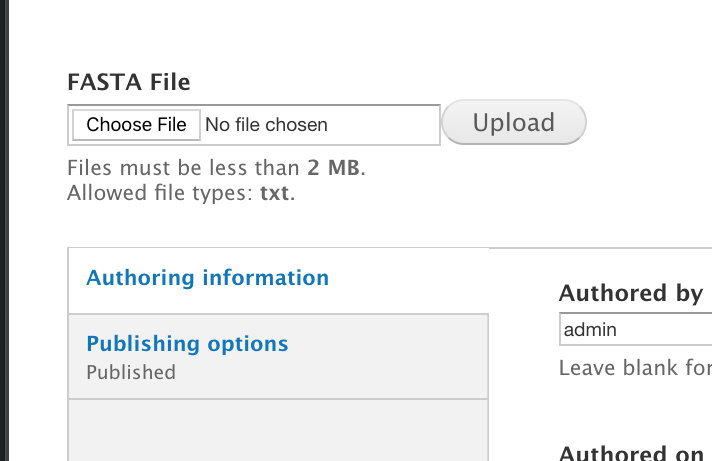 FASTA File
Choose File No file chosen Upload
Files must be less than 2 MB.
Allowed file types: txt.
Authoring information
Publishing options
Published
Authored by
admin
Leave blank for
Authored on